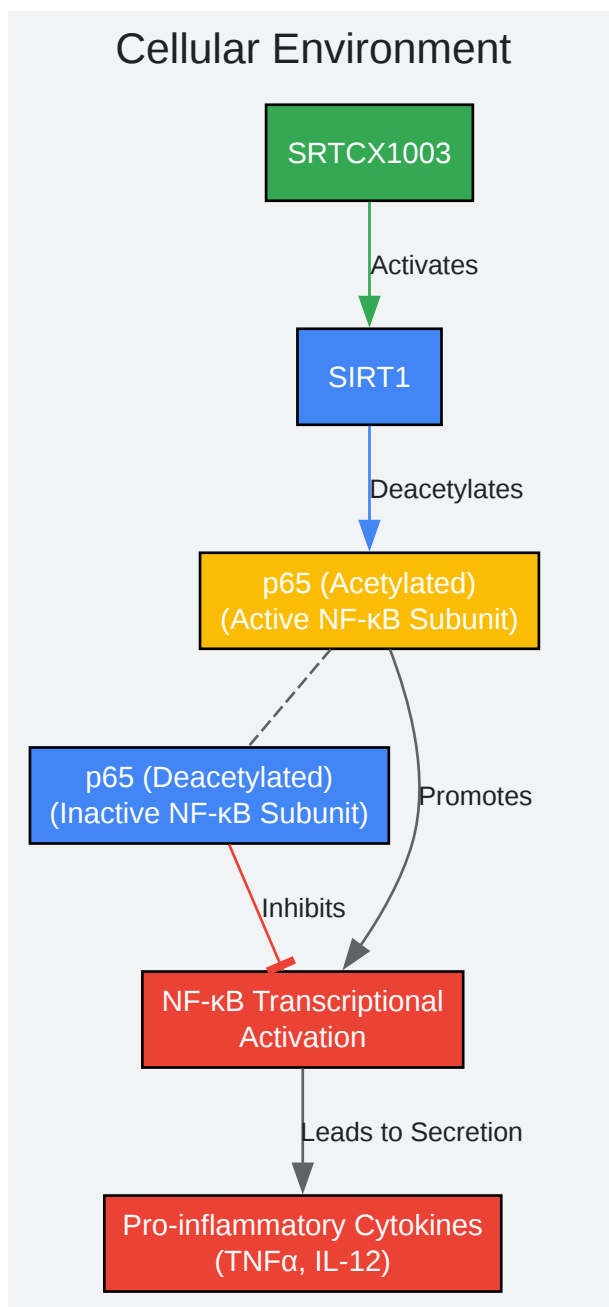 Cellular Environment
SRTCX1003
Activates
SIRT1
Deacetylates
p65 (Acetylated)
(Active NF-κB Subunit)
p65 (Deacetylated)
(Inactive NF-κB Subunit)
Promotes
Inhibits
NF-κB Transcriptional
Activation
Leads to Secretion
Pro-inflammatory Cytokines
(TNFα, IL-12)